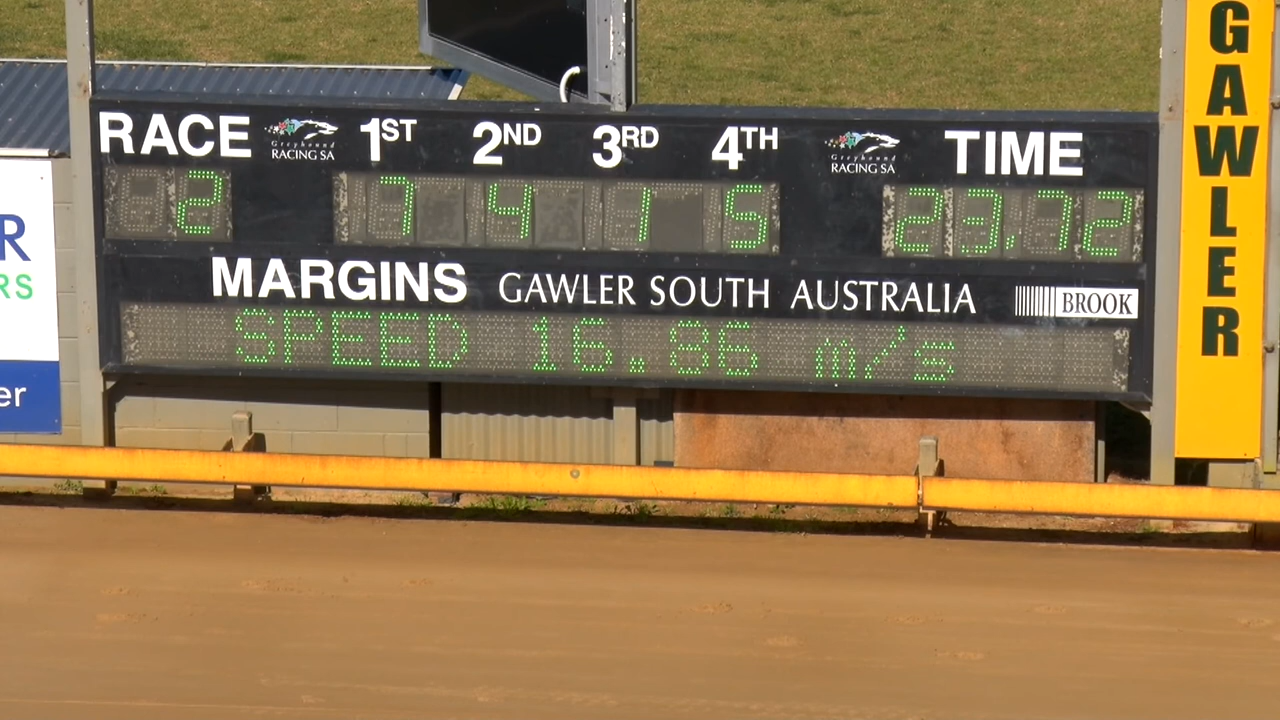 RACE
Greyhound
RACING SA
1ST 2ND 3RD 4TH
Greyhound
RACING SA
TIME
2 7 4 1 5 23.72
MARGINS GAWLER SOUTH AUSTRALIA BROOK
SPEED 16.86 m/s
GAWLER
R
RS
er